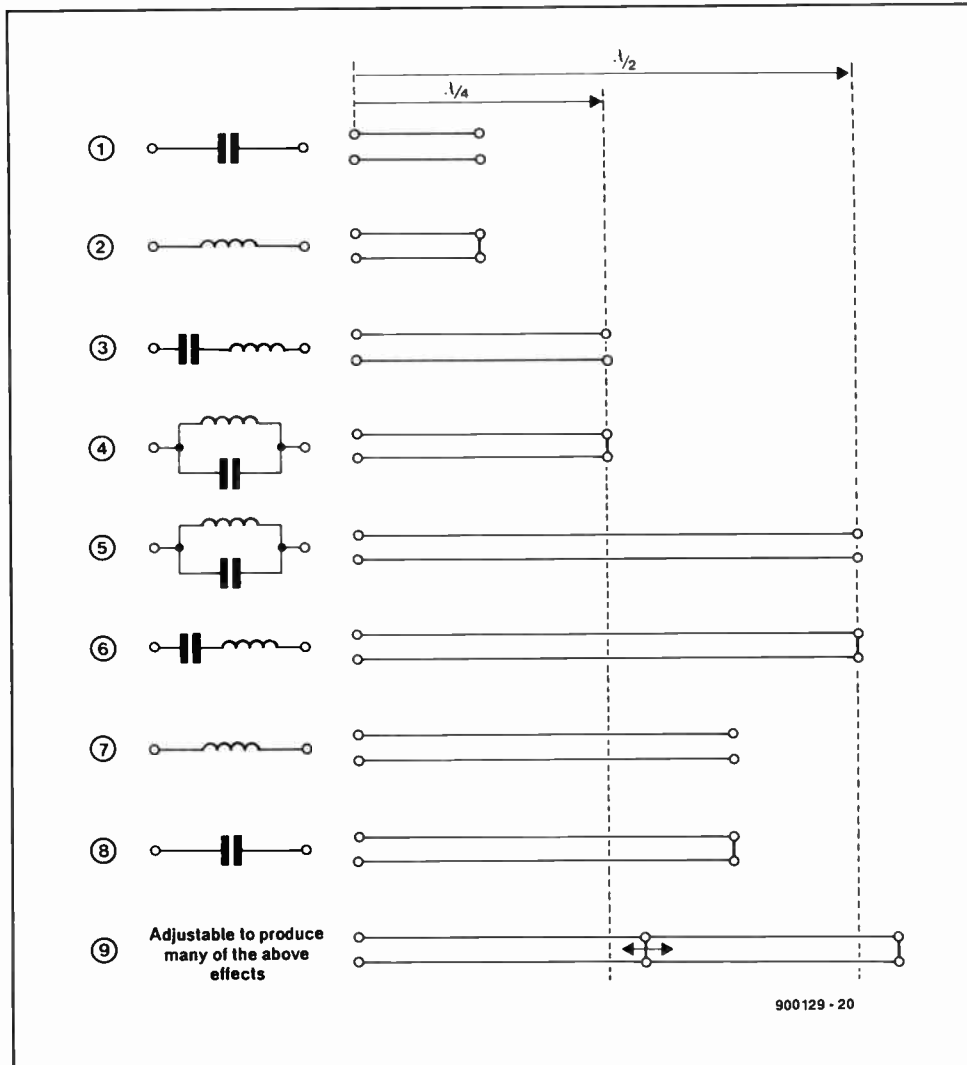 λ/2
λ/4
1
2
3
4
5
6
7
8
9
Adjustable to produce
many of the above
effects
900129 - 20